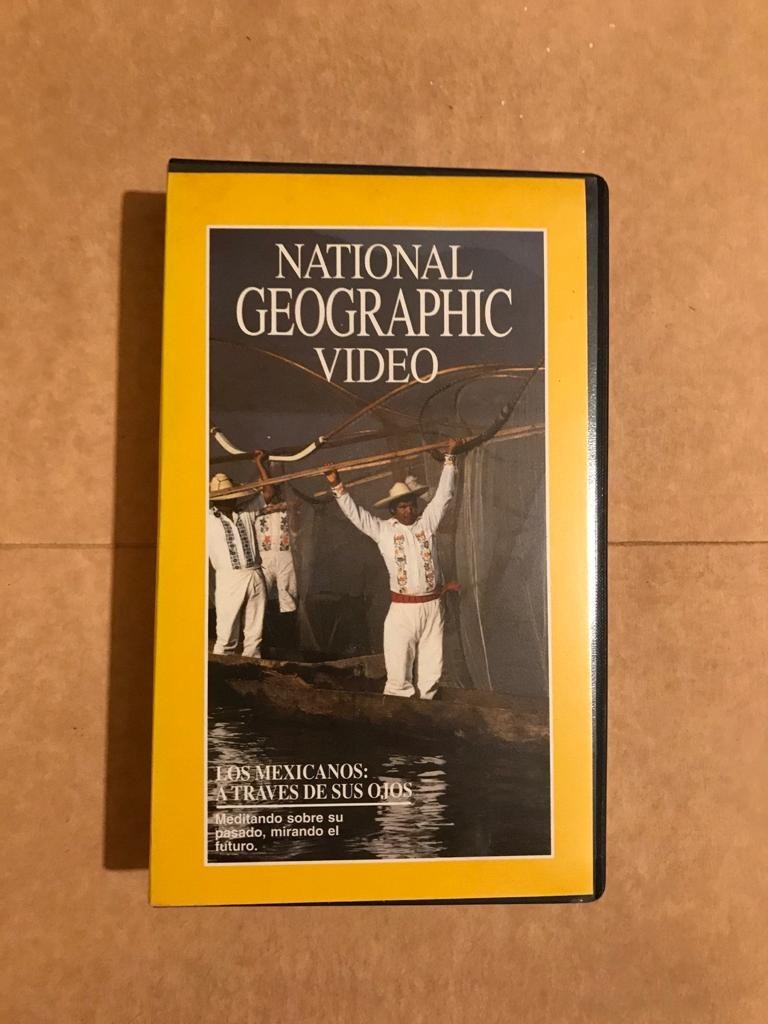 NATIONAL
GEOGRAPHIC
VIDEO
LOS MEXICANOS:
A TRAVES DE SUS OJOS
Meditando sobre su
pasado, mirando el
futuro.